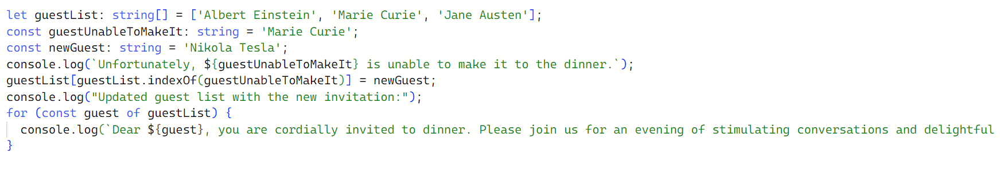 let guestList: string[] = ['Albert Einstein', 'Marie Curie', 'Jane Austen'];
const guestUnableToMakeIt: string = 'Marie Curie';
const newGuest: string = 'Nikola Tesla';
console.log(`Unfortunately, ${guestUnableToMakeIt} is unable to make it to the dinner.`);
guestList[guestList.indexOf(guestUnableToMakeIt)] = newGuest;
console.log("Updated guest list with the new invitation:");
for (const guest of guestList) {
  console.log(`Dear ${guest}, you are cordially invited to dinner. Please join us for an evening of stimulating conversations and delightful
}